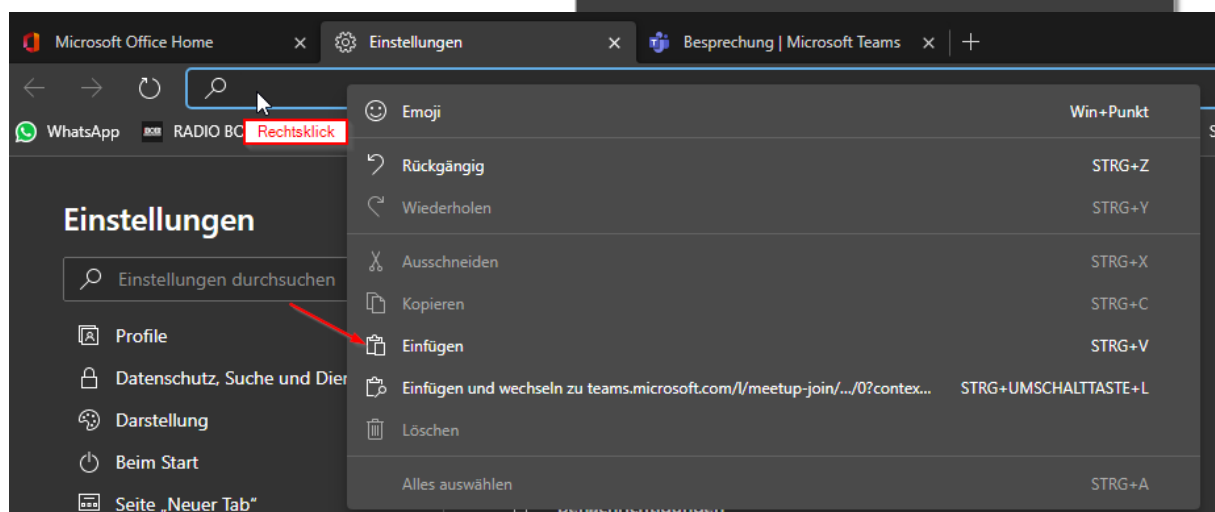 Microsoft Office Home
Einstellungen
Besprechung | Microsoft Teams
WhatsApp
RADIO
Rechtsklick
Emoji Win+Punkt
Rückgängig STRG+Z
Wiederholen STRG+Y
Ausschneiden STRG+X
Kopieren STRG+C
Einfügen STRG+V
Einfügen und wechseln zu teams.microsoft.com/l/meetup-join/.../0?contex... STRG+UMSCHALTTASTE+L
Löschen
Alles auswählen STRG+A
Einstellungen
Einstellungen durchsuchen
Profile
Datenschutz, Suche und Dien
Darstellung
Beim Start
Seite „Neuer Tab“